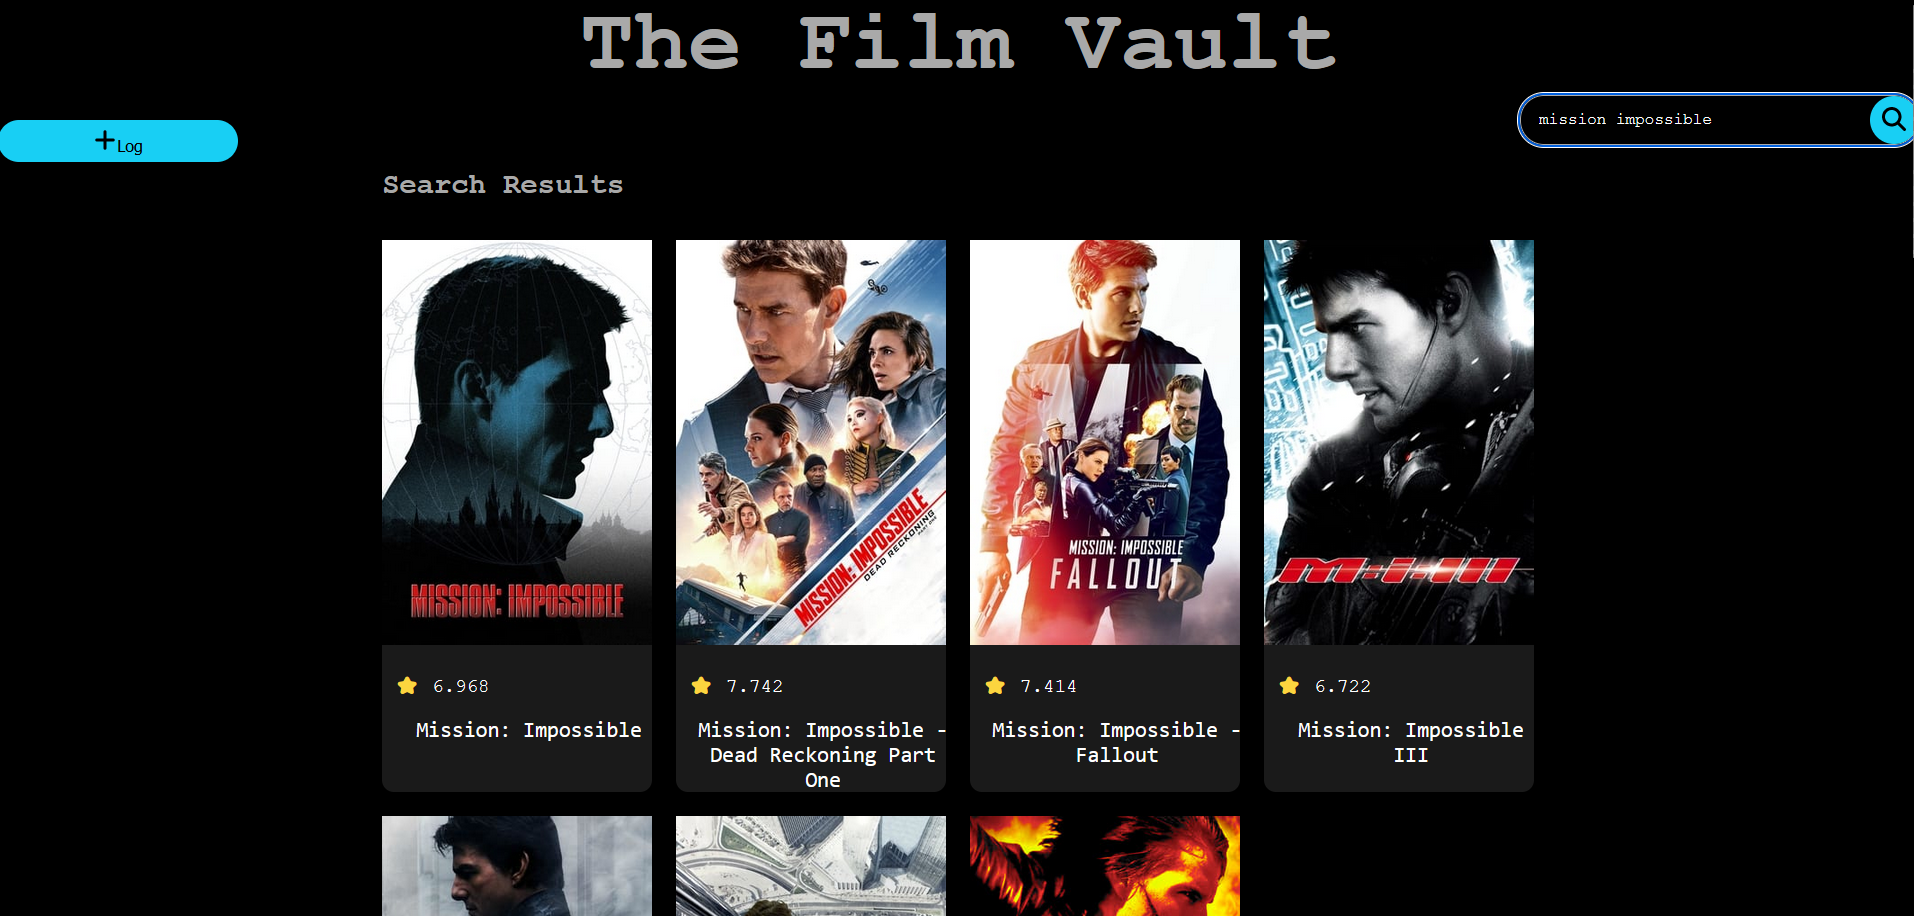 The Film Vault
mission impossible
Log
Search Results
MISSION: IMPOSSIBLE
MISSION: IMPOSSIBLE
DEAD RECKONING
PART ONE
MISSION: IMPOSSIBLE
FALLOUT
M:i:III
6.968
7.742
7.414
6.722
Mission: Impossible
Mission: Impossible -
Dead Reckoning Part
One
Mission: Impossible -
Fallout
Mission: Impossible
III